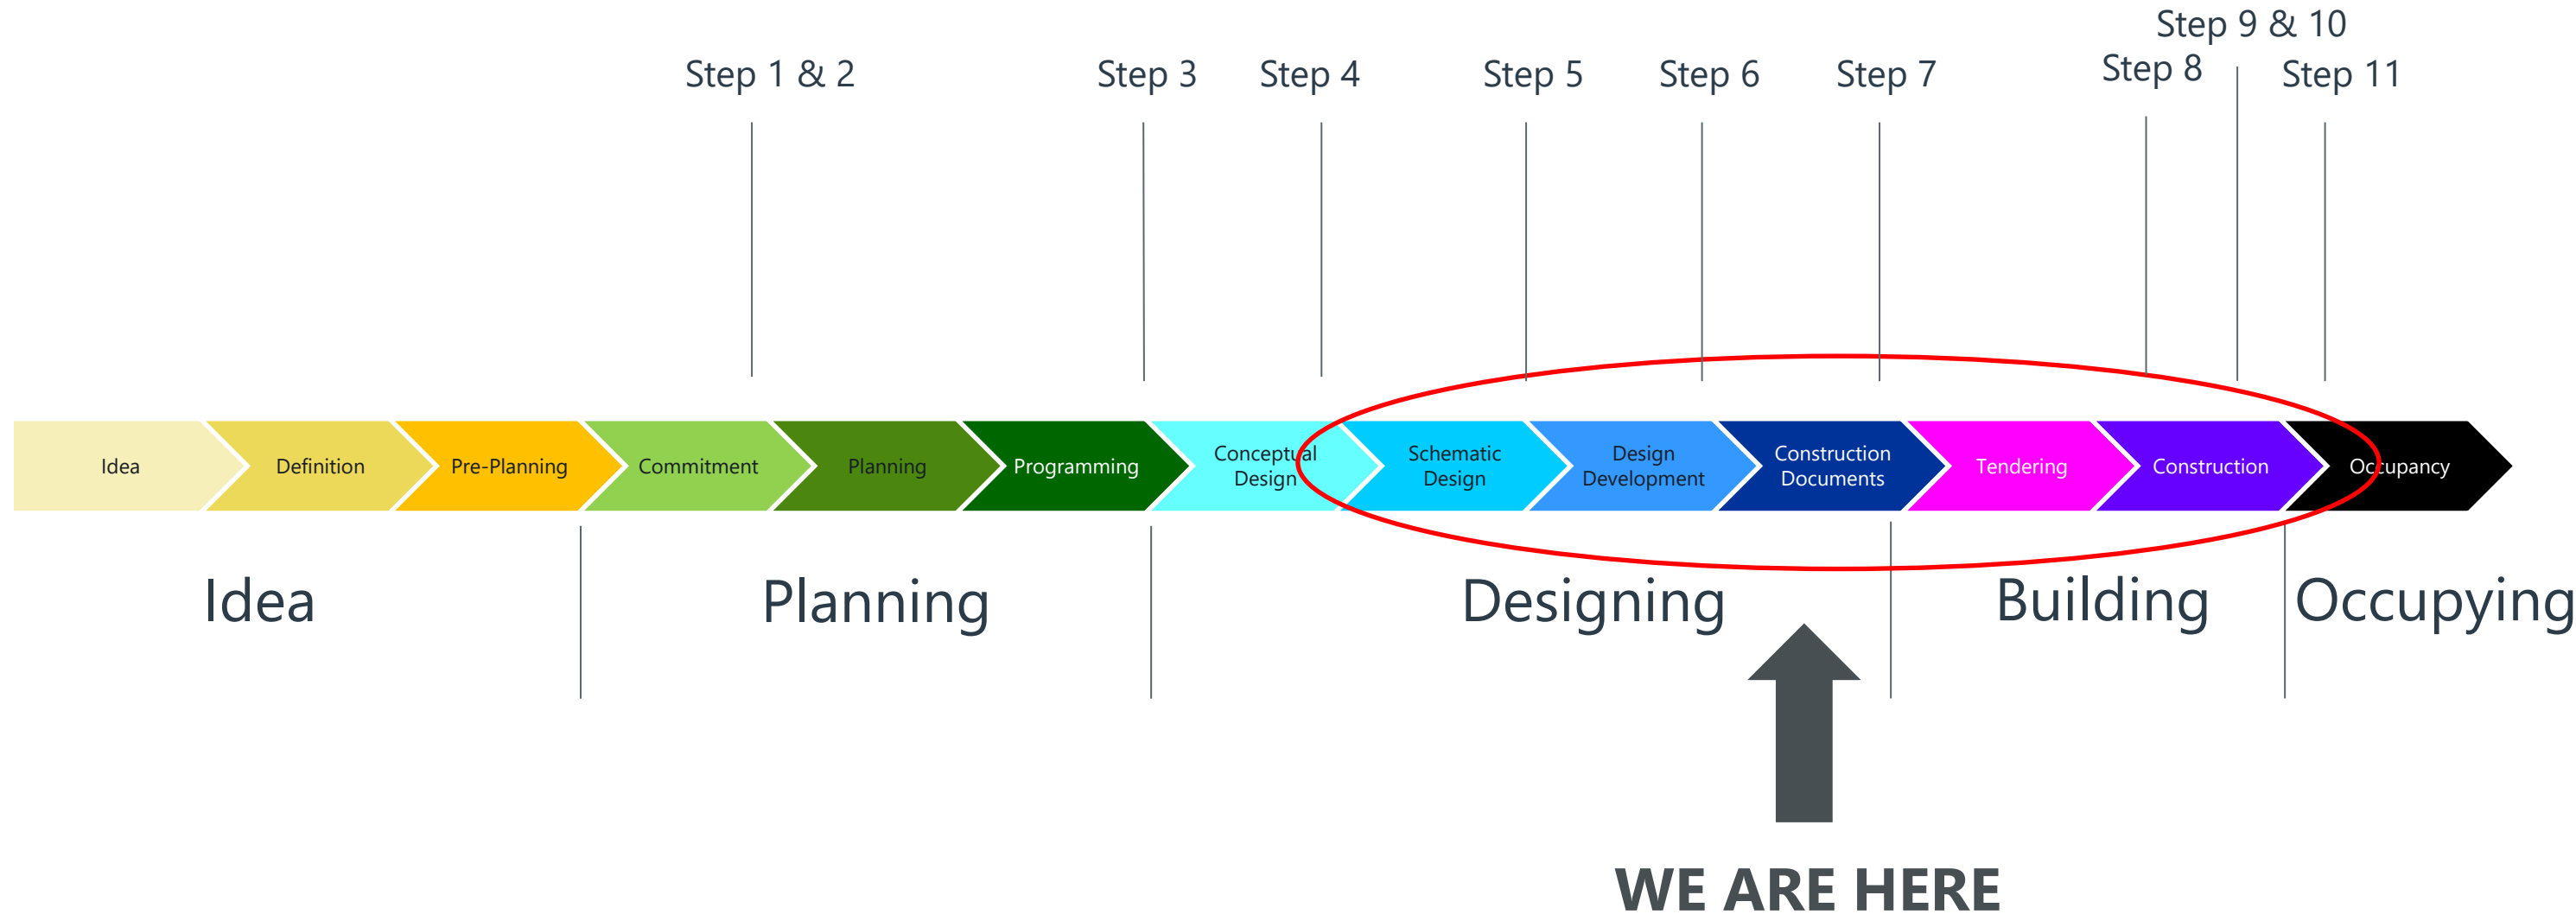 Step 9 & 10
Step 1 & 2
Step 3
Step 4
Step 5
Step 6
Step 7
Step 8
Step 11
Idea
Definition
Pre-Planning
Commitment
Planning
Programming
Conceptual
Design
Schematic
Design
Design
Development
Construction
Documents
Tendering
Construction
Occupancy
Idea
Planning
Designing
Building
Occupying
WE ARE HERE